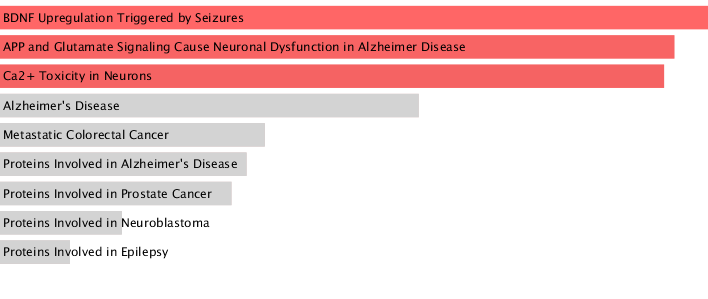 BDNF Upregulation Triggered by Seizures
APP and Glutamate Signaling Cause Neuronal Dysfunction in Alzheimer Disease
Ca2+ Toxicity in Neurons
Alzheimer's Disease
Metastatic Colorectal Cancer
Proteins Involved in Alzheimer's Disease
Proteins Involved in Prostate Cancer
Proteins Involved in Neuroblastoma
Proteins Involved in Epilepsy